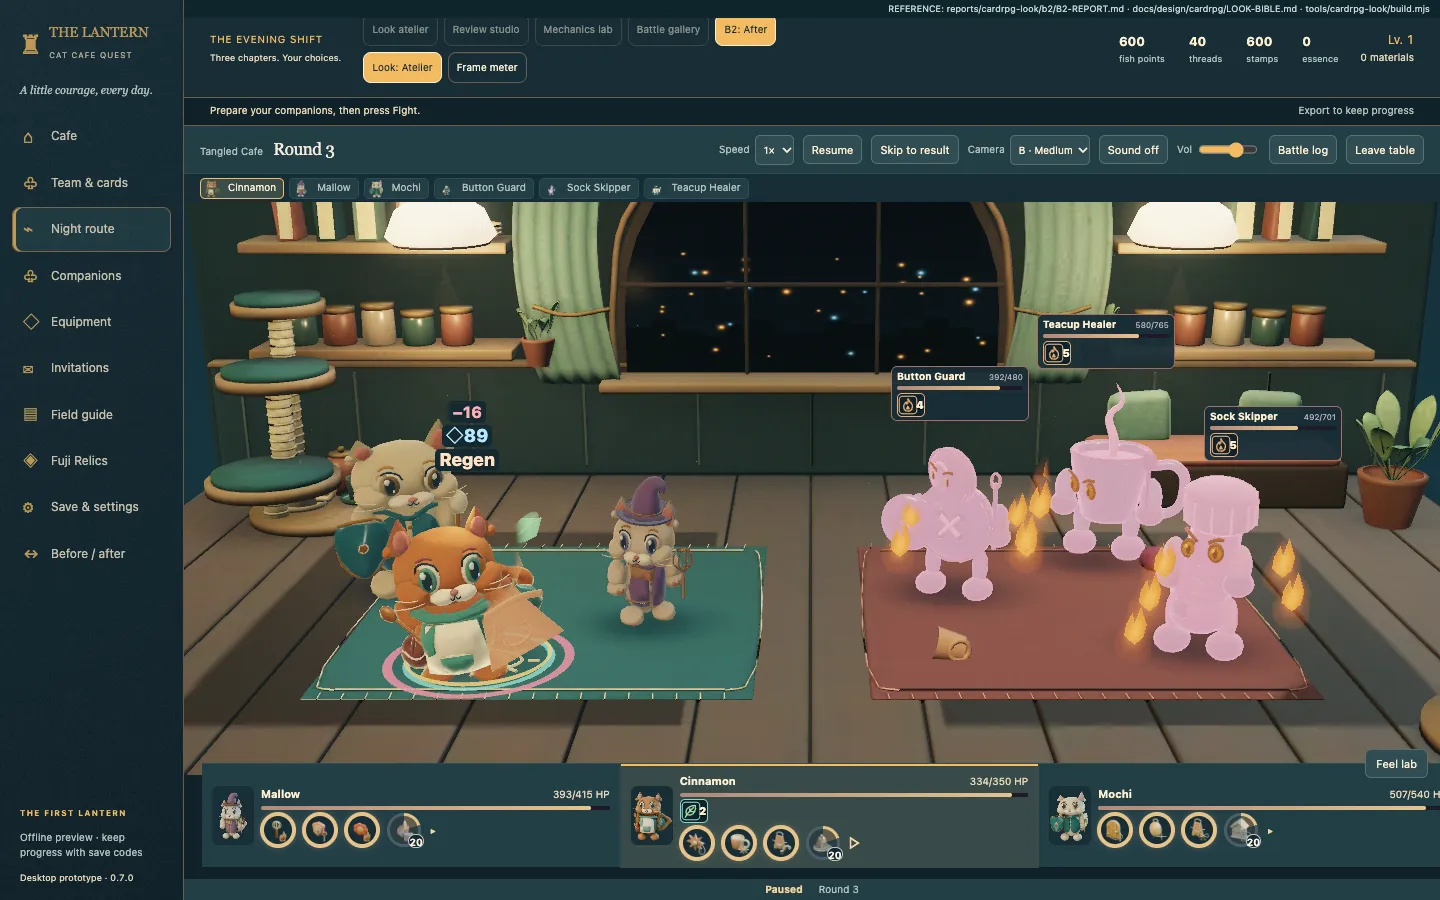 REFERENCE: reports/cardrpg-look/b2/B2-REPORT.md · docs/design/cardrpg/LOOK-BIBLE.md · tools/cardrpg-look/build.mjs
THE LANTERN
CAT CAFE QUEST
A little courage, every day.
Cafe
Team & cards
Night route
Companions
Equipment
Invitations
Field guide
Fuji Relics
Save & settings
Before / after
THE FIRST LANTERN
Offline preview · keep
progress with save codes
Desktop prototype · 0.7.0
THE EVENING SHIFT
Three chapters. Your choices.
Look atelier
Review studio
Mechanics lab
Battle gallery
B2: After
Look: Atelier
Frame meter
600
fish points
40
threads
600
stamps
0
essence
Lv. 1
0 materials
Prepare your companions, then press Fight.
Export to keep progress
Tangled Cafe Round 3
Speed 1x
Resume
Skip to result
Camera B · Medium
Sound off
Vol
Battle log
Leave table
Cinnamon
Mallow
Mochi
Button Guard
Sock Skipper
Teacup Healer
Teacup Healer 580/765
5
Button Guard 392/480
4
Sock Skipper 492/701
5
−16
89
Regen
Feel lab
Mallow 393/415 HP
20
Cinnamon 334/350 HP
2
20
Mochi 507/540 H
20
Paused Round 3